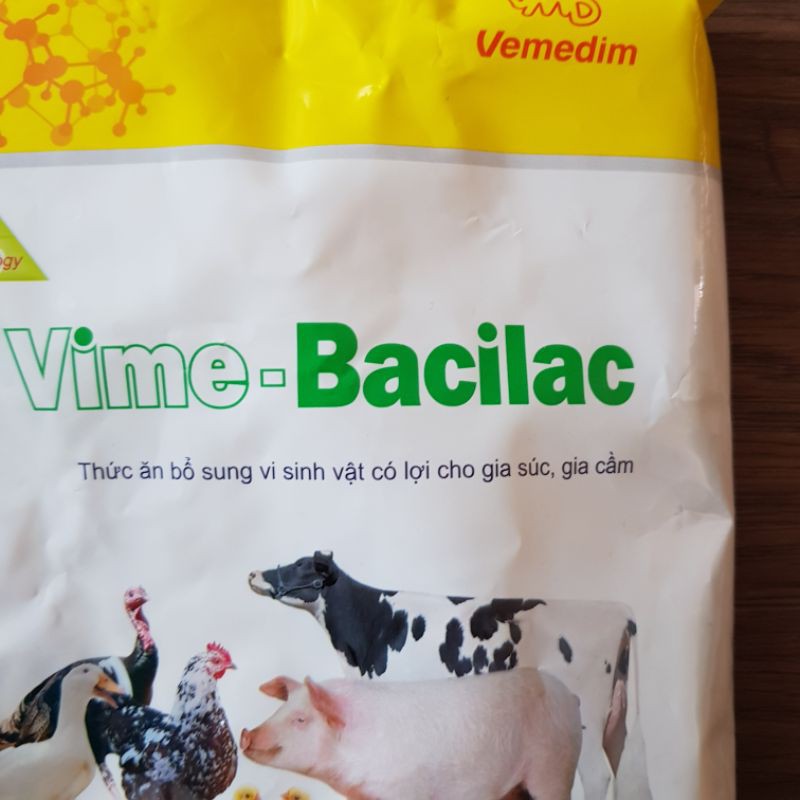 Vemedim
Vime-Bacilac
Thức ăn bổ sung vi sinh vật có lợi cho gia súc, gia cầm